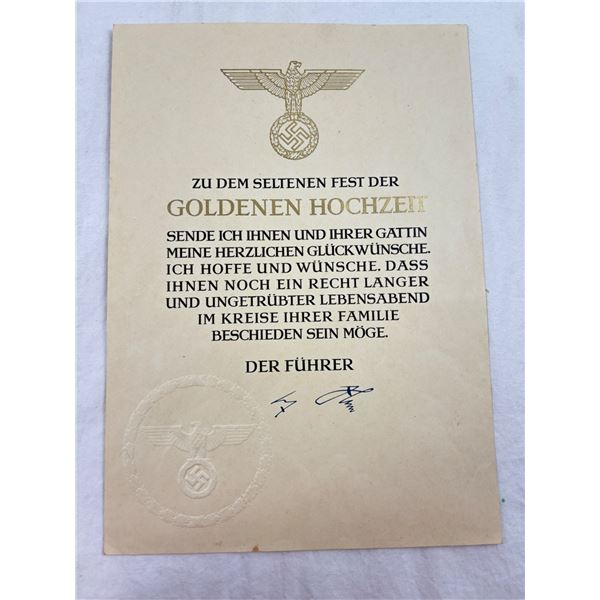 ZU DEM SELTENEN FEST DER
GOLDENEN HOCHZEIT
SENDE ICH IHNEN UND IHRER GATTIN
MEINE HERZLICHEN GLÜCKWÜNSCHE.
ICH HOFFE UND WÜNSCHE, DASS
IHNEN NOCH EIN RECHT LANGER
UND UNGETRÜBTER LEBENSABEND
IM KREISE IHRER FAMILIE
BESCHIEDEN SEIN MÖGE.
DER FÜHRER